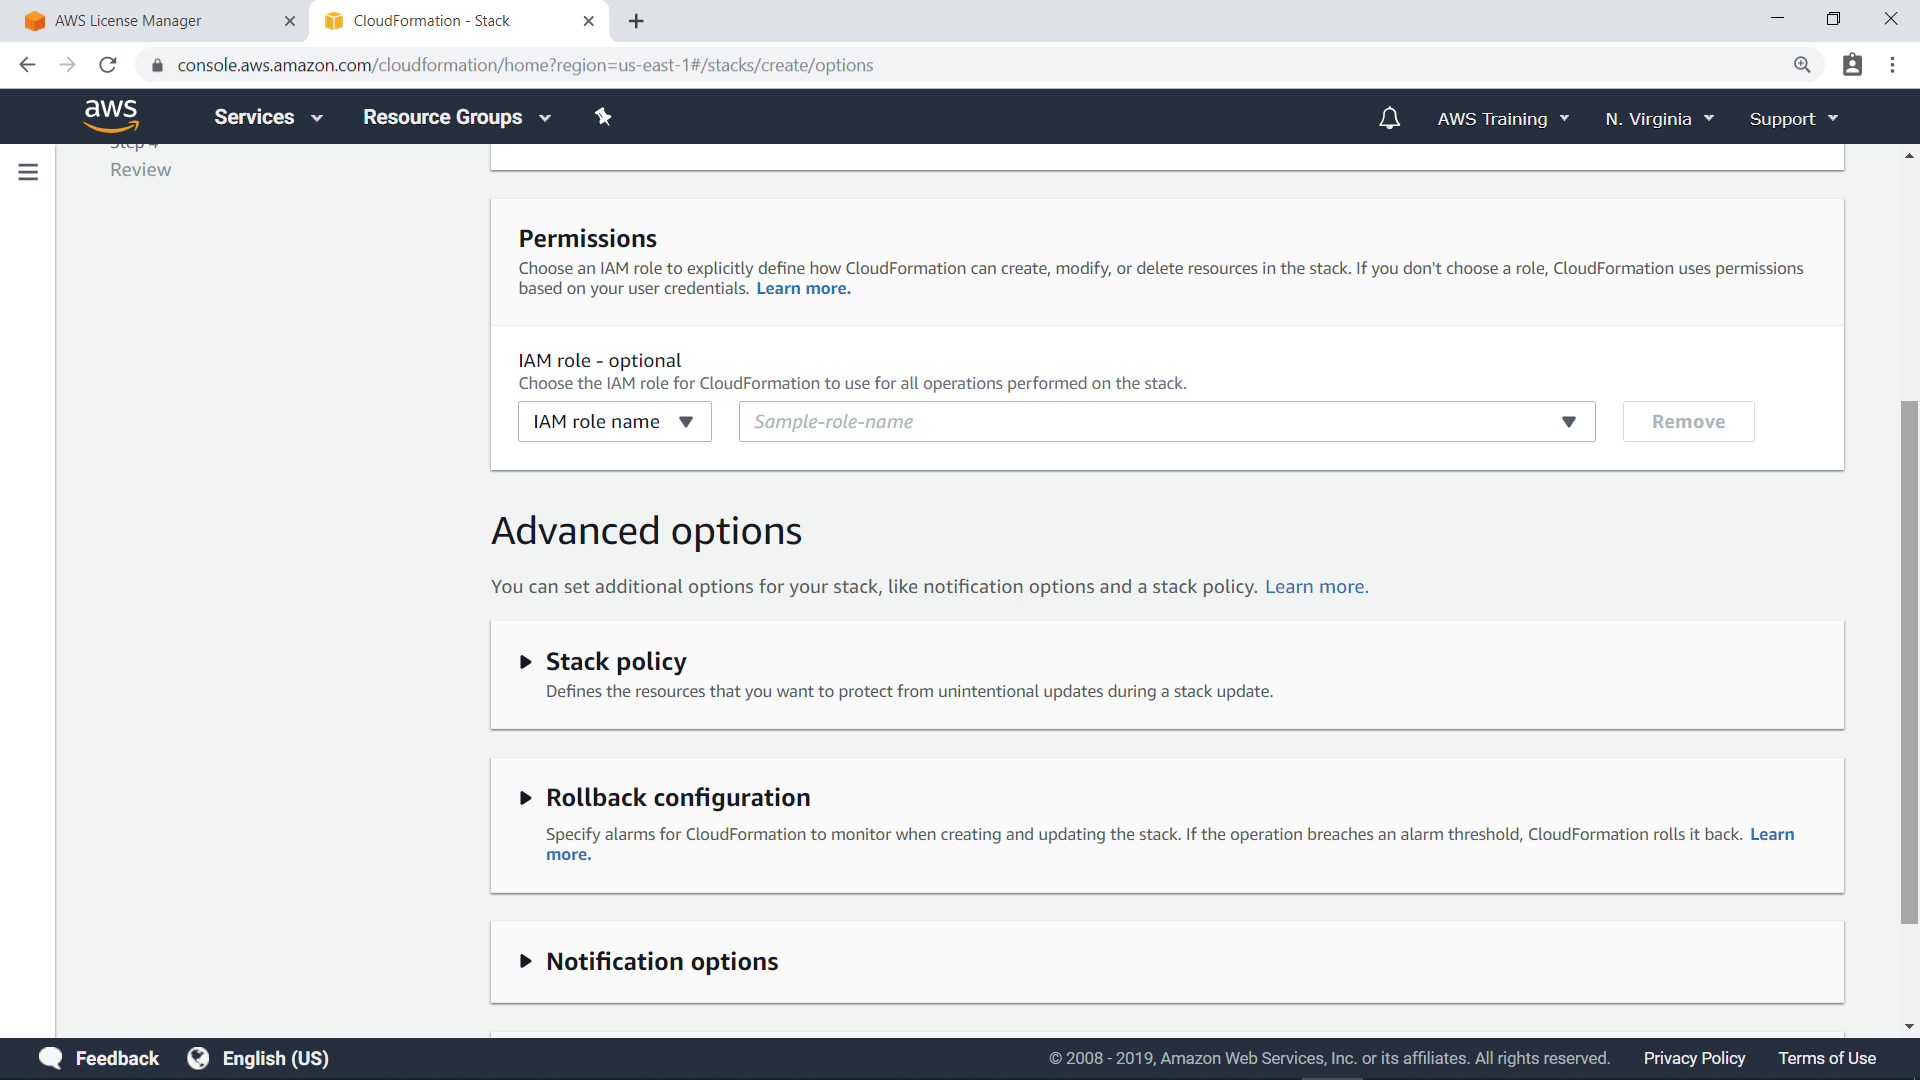 AWS License Manager
CloudFormation - Stack
console.aws.amazon.com/cloudformation/home?region=us-east-1#/stacks/create/options
aws
Services
Resource Groups
AWS Training
N. Virginia
Support
Step 4
Review
Permissions
Choose an IAM role to explicitly define how CloudFormation can create, modify, or delete resources in the stack. If you don't choose a role, CloudFormation uses permissions
based on your user credentials. Learn more.
IAM role - optional
Choose the IAM role for CloudFormation to use for all operations performed on the stack.
IAM role name
Sample-role-name
Remove
Advanced options
You can set additional options for your stack, like notification options and a stack policy. Learn more.
Stack policy
Defines the resources that you want to protect from unintentional updates during a stack update.
Rollback configuration
Specify alarms for CloudFormation to monitor when creating and updating the stack. If the operation breaches an alarm threshold, CloudFormation rolls it back. Learn
more.
Notification options
Feedback
English (US)
© 2008 - 2019, Amazon Web Services, Inc. or its affiliates. All rights reserved.
Privacy Policy
Terms of Use